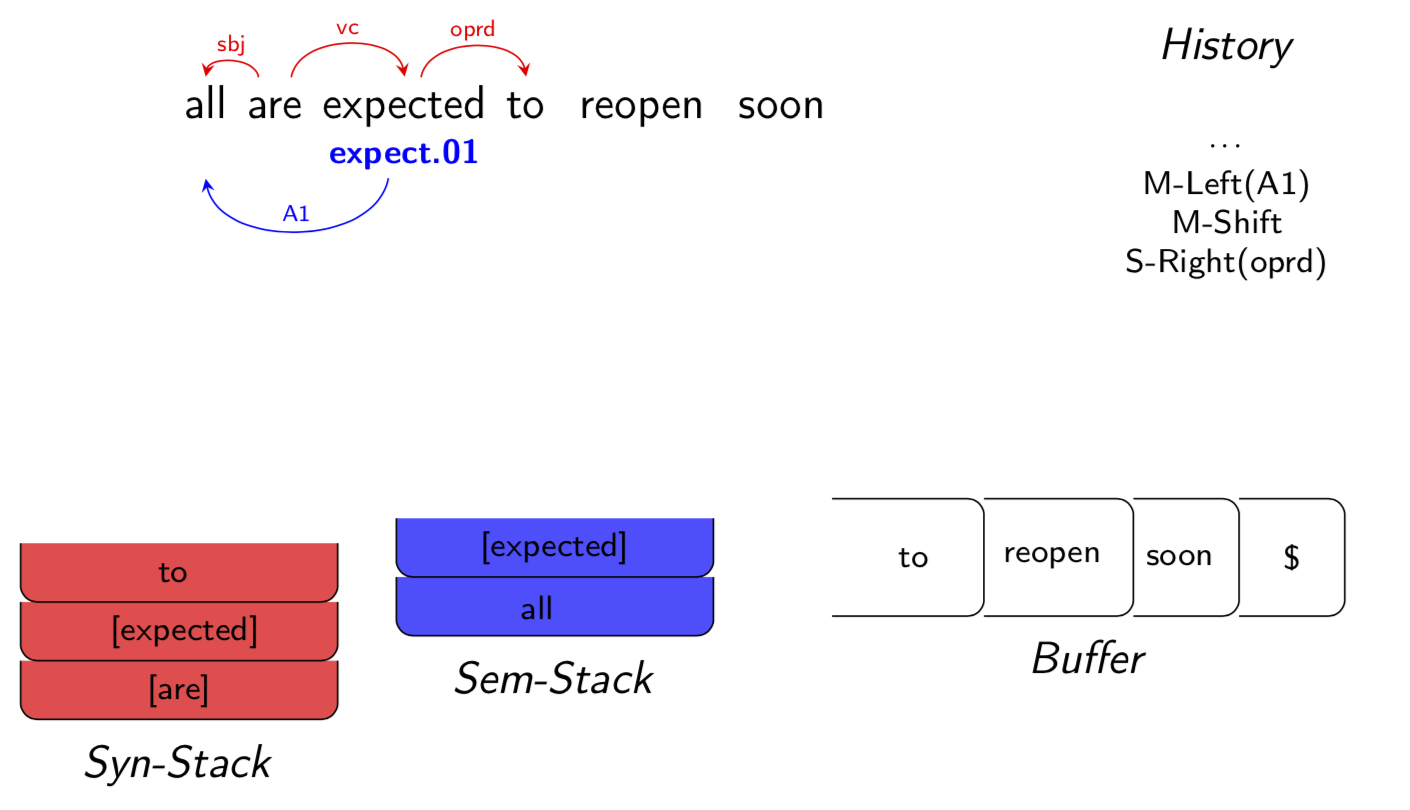 sbj vc oprd
all are expected to reopen soon
expect.01
A1
History
...
M-Left(A1)
M-Shift
S-Right(oprd)
to
[expected]
[are]
Syn-Stack
[expected]
all
Sem-Stack
to reopen soon $
Buffer